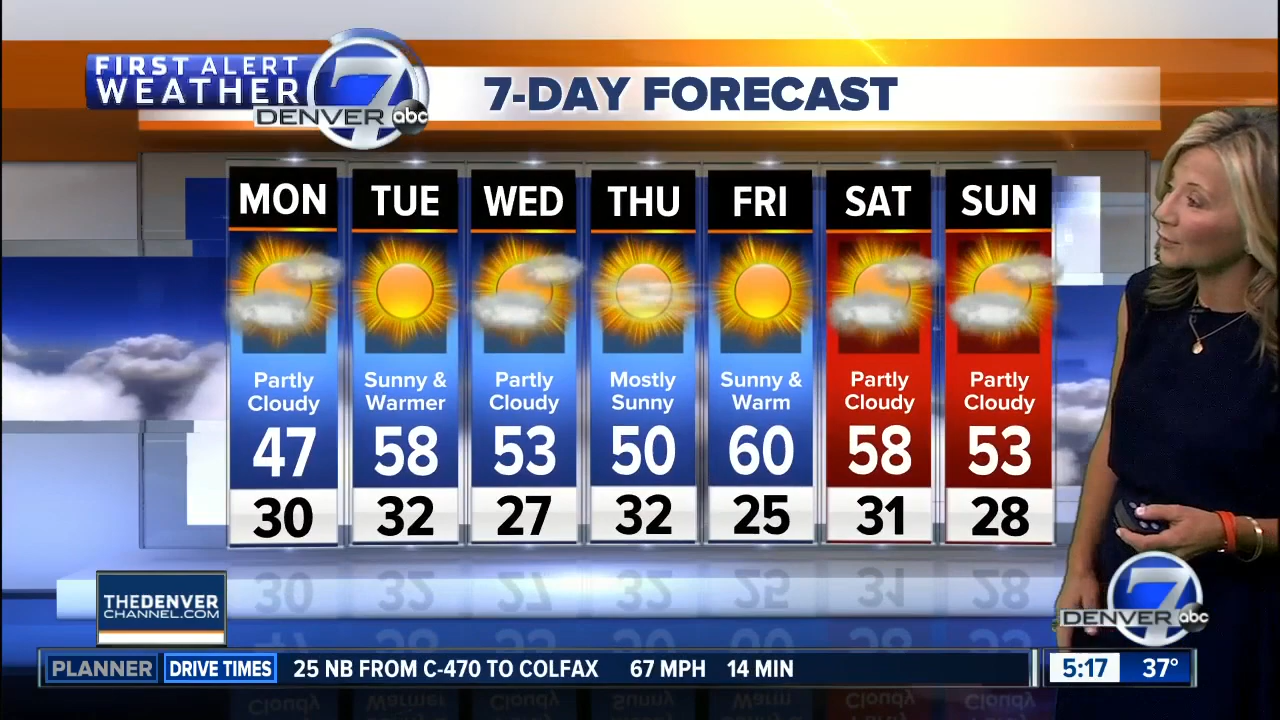 FIRST ALERT
WEATHER
7
DENVER abc
7-DAY FORECAST
MON TUE WED THU FRI SAT SUN
Partly Sunny & Partly Mostly Sunny & Partly Partly
Cloudy Warmer Cloudy Sunny Warm Cloudy Cloudy
47 58 53 50 60 58 53
30 32 27 32 25 31 28
THEDENVER
CHANNEL.COM
7
DENVER abc
PLANNER DRIVE TIMES 25 NB FROM C-470 TO COLFAX 67 MPH 14 MIN 5:17 37°